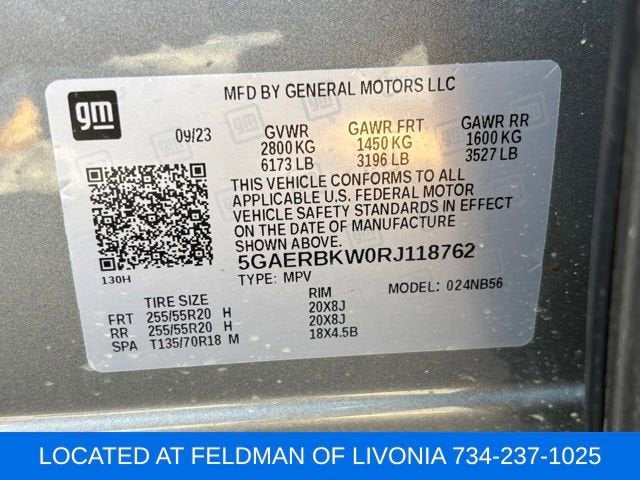 gm
MFD BY GENERAL MOTORS LLC
09/23 GVWR GAWR FRT GAWR RR
2800 KG 1450 KG 1600 KG
6173 LB 3196 LB 3527 LB
THIS VEHICLE CONFORMS TO ALL
APPLICABLE U.S. FEDERAL MOTOR
VEHICLE SAFETY STANDARDS IN EFFECT
ON THE DATE OF MANUFACTURE
SHOWN ABOVE.
5GAERBKW0RJ118762
130H
TYPE: MPV MODEL: 024NB56
TIRE SIZE RIM
FRT 255/55R20 H 20X8J
RR 255/55R20 H 20X8J
SPA T135/70R18 M 18X4.5B
LOCATED AT FELDMAN OF LIVONIA 734-237-1025